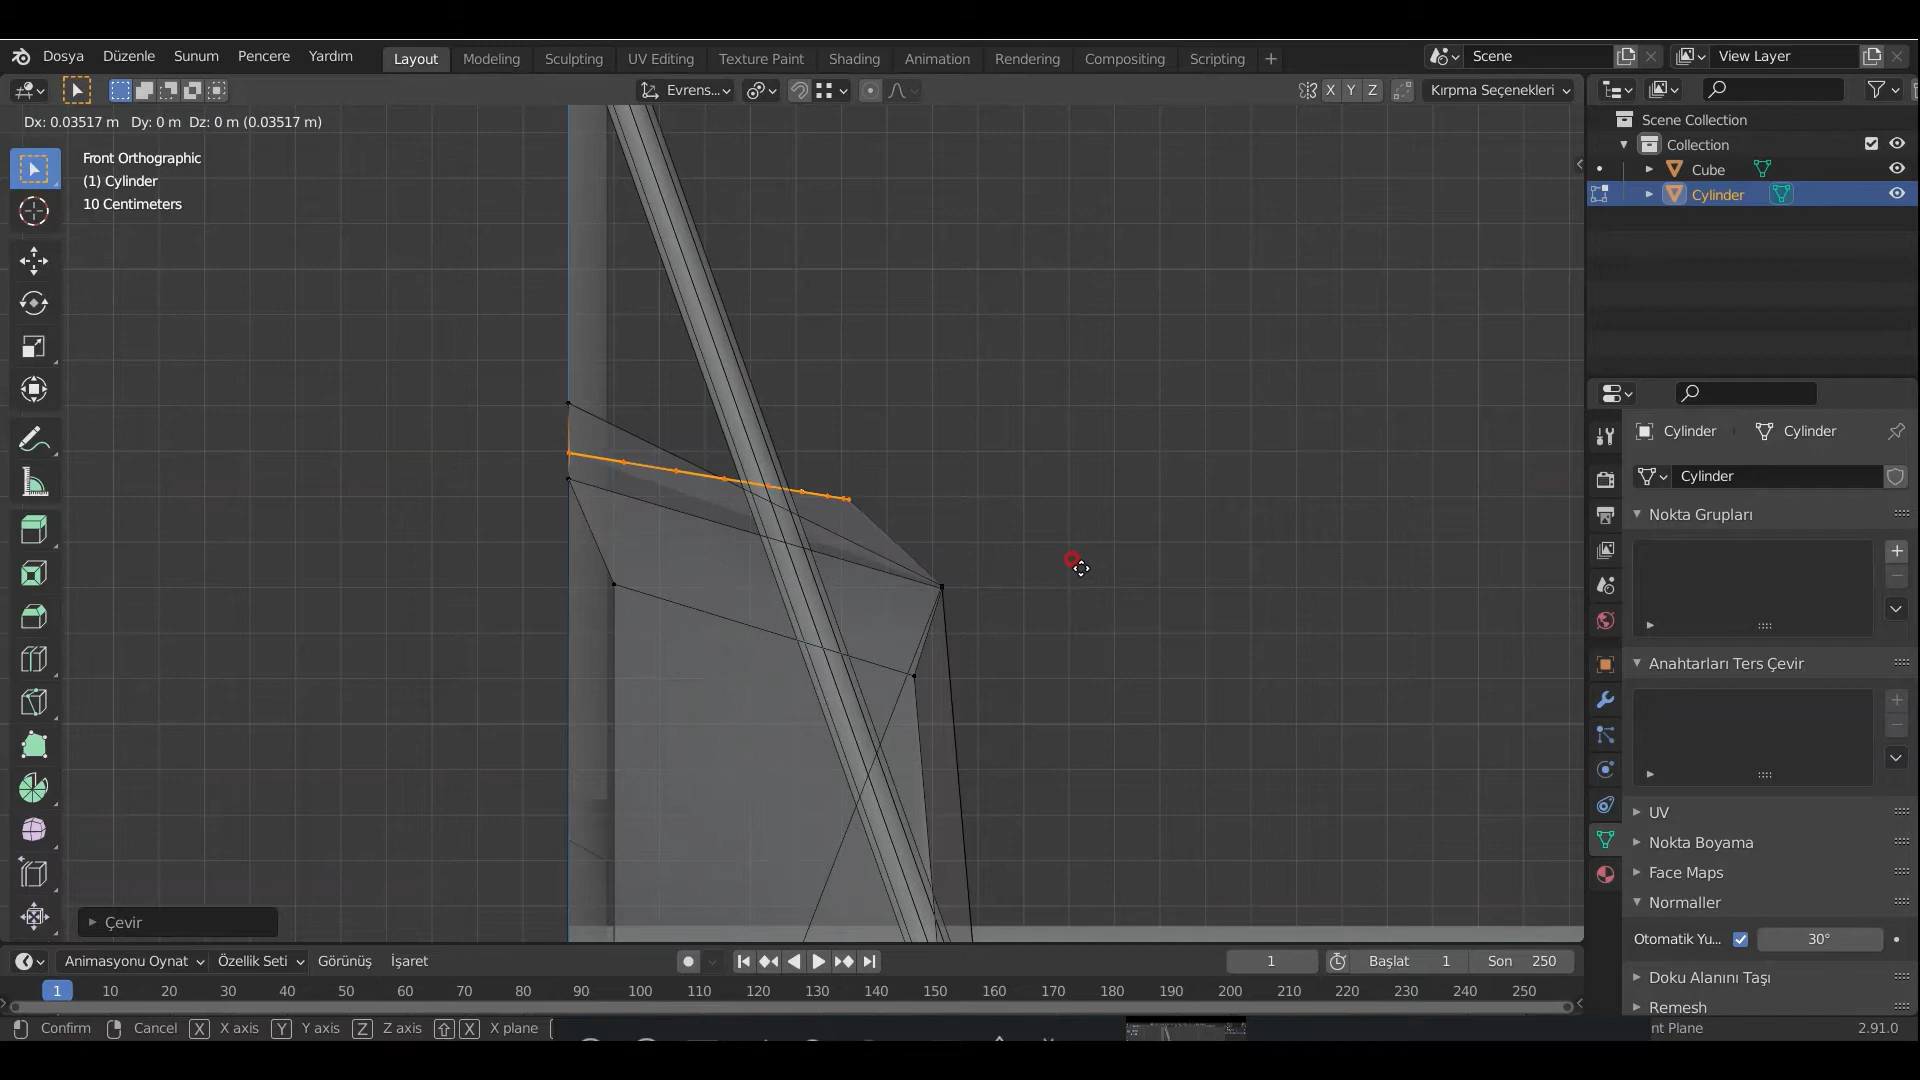 Dosya Düzenle Sunum Pencere Yardım Layout Modeling Sculpting UV Editing Texture Paint Shading Animation Rendering Compositing Scripting + Scene View Layer
Evrens... X Y Z Kırpma Seçenekleri
Dx: 0.03517 m Dy: 0 m Dz: 0 m (0.03517 m)
Front Orthographic
(1) Cylinder
10 Centimeters
Scene Collection
Collection
Cube
Cylinder
Cylinder Cylinder
Cylinder
Nokta Grupları
Anahtarları Ters Çevir
UV
Nokta Boyama
Face Maps
Normaller
Otomatik Yu... 30°
Doku Alanını Taşı
Remesh
Çevir
Animasyonu Oynat Özellik Seti Görünüş İşaret 1 Başlat 1 Son 250
1 10 20 30 40 50 60 70 80 90 100 110 120 130 140 150 160 170 180 190 200 210 220 230 240 250
Confirm Cancel X X axis Y Y axis Z Z axis X X plane nt Plane 2.91.0